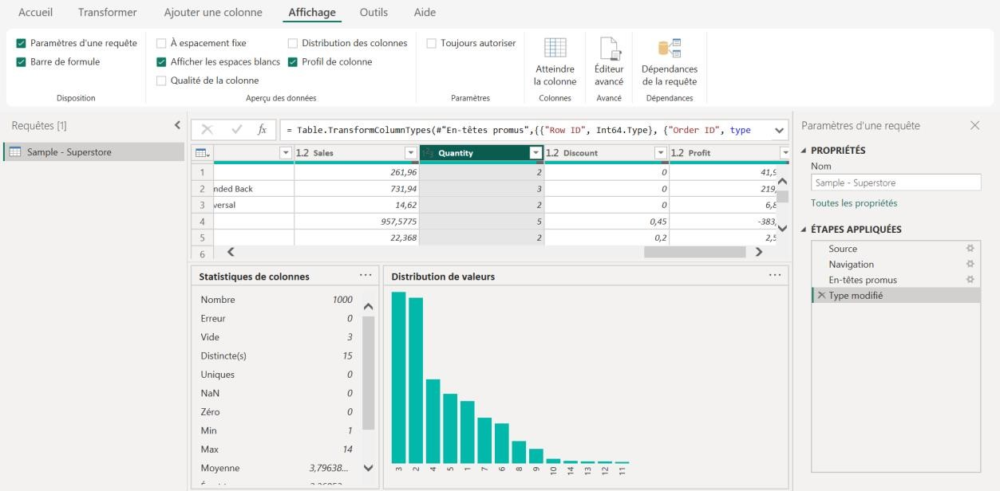 Accueil Transformer Ajouter une colonne Affichage Outils Aide
Paramètres d'une requête À espacement fixe Distribution des colonnes Toujours autoriser
Barre de formule Afficher les espaces blancs Profil de colonne
Qualité de la colonne
Atteindre la colonne Éditeur avancé Dépendances de la requête
Disposition Aperçu des données Paramètres Colonnes Avancé Dépendances
Requêtes [1]
Sample - Superstore
fx = Table.TransformColumnTypes(#"En-têtes promus",{{"Row ID", Int64.Type}, {"Order ID", type
1.2 Sales 123 Quantity 1.2 Discount 1.2 Profit
1 261,96 2 0 41,9
2 nded Back 731,94 3 0 219,
3 versal 14,62 2 0 6,8
4 957,5775 5 0,45 -383,
5 22,368 2 0,2 2,5
6
Statistiques de colonnes ...
Nombre 1000
Erreur 0
Vide 3
Distincte(s) 15
Uniques 0
NaN 0
Zéro 0
Min 1
Max 14
Moyenne 3,79638...
Distribution de valeurs ...
3 2 4 5 1 7 6 8 9 10 14 13 12 11
Paramètres d'une requête
PROPRIÉTÉS
Nom
Sample - Superstore
Toutes les propriétés
ÉTAPES APPLIQUÉES
Source
Navigation
En-têtes promus
Type modifié